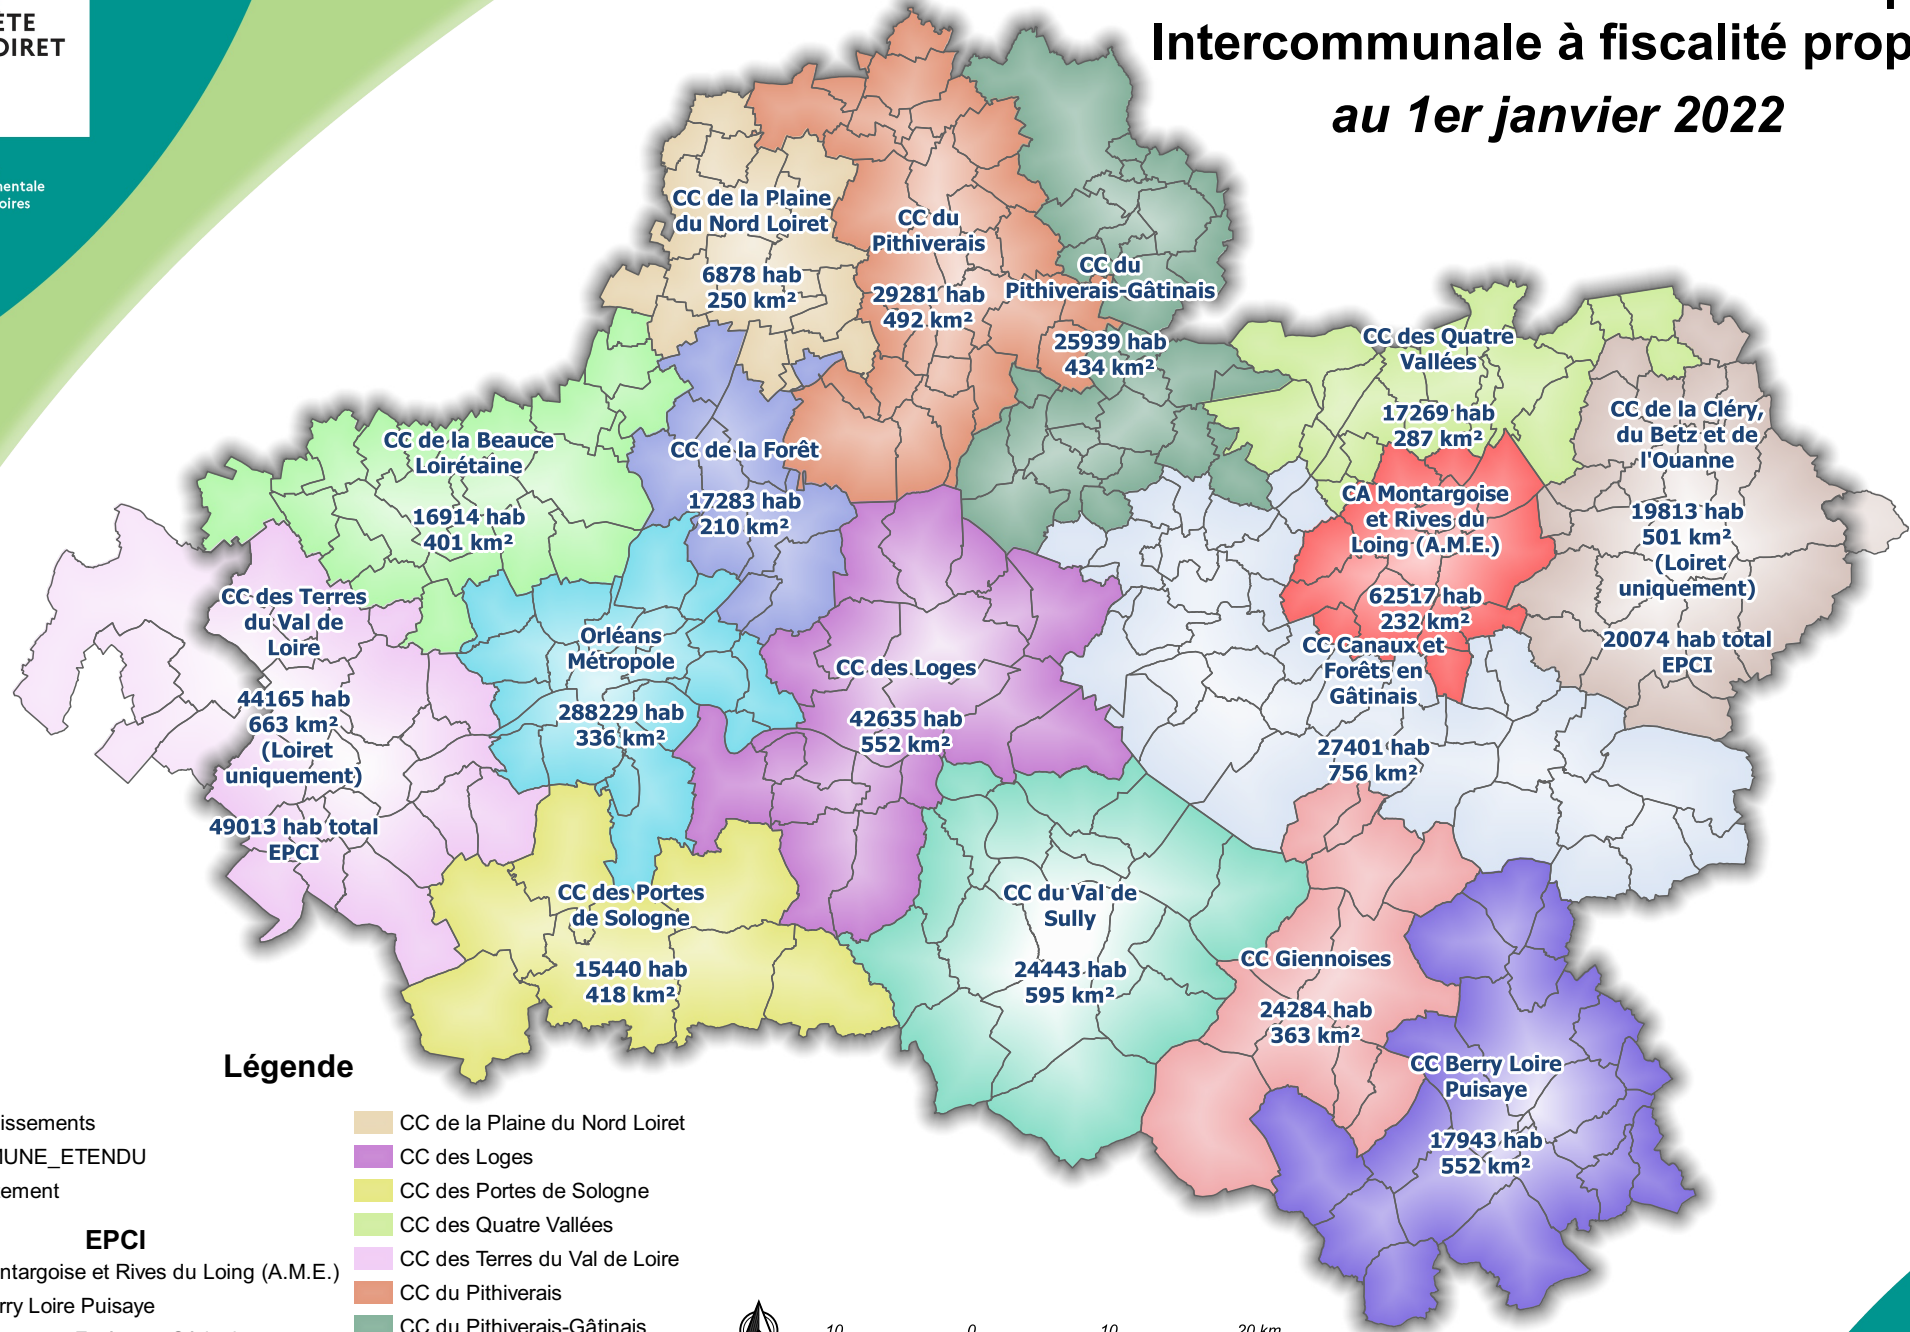 Intercommunale à fiscalité prop
au 1er janvier 2022
ÈTE
OIRET
nentale
oires
CC de la Plaine
du Nord Loiret
6878 hab
250 km²
CC du
Pithiverais
29281 hab
492 km²
CC du
Pithiverais-Gâtinais
25939 hab
434 km²
CC des Quatre
Vallées
17269 hab
287 km²
CC de la Cléry,
du Betz et de
l'Ouanne
19813 hab
501 km²
(Loiret
uniquement)
20074 hab total
EPCI
CC de la Beauce
Loirétaine
16914 hab
401 km²
CC de la Forêt
17283 hab
210 km²
CA Montargoise
et Rives du
Loing (A.M.E.)
62517 hab
232 km²
CC des Terres
du Val de
Loire
44165 hab
663 km²
(Loiret
uniquement)
49013 hab total
EPCI
Orléans
Métropole
288229 hab
336 km²
CC des Loges
42635 hab
552 km²
CC Canaux et
Forêts en
Gâtinais
27401 hab
756 km²
CC des Portes
de Sologne
15440 hab
418 km²
CC du Val de
Sully
24443 hab
595 km²
CC Giennoises
24284 hab
363 km²
CC Berry Loire
Puisaye
17943 hab
552 km²
Légende
issements
MUNE_ETENDU
ement
EPCI
ntargoise et Rives du Loing (A.M.E.)
rry Loire Puisaye
CC de la Plaine du Nord Loiret
CC des Loges
CC des Portes de Sologne
CC des Quatre Vallées
CC des Terres du Val de Loire
CC du Pithiverais
CC du Pithiverais-Gâtinais
10 0 10 20 km